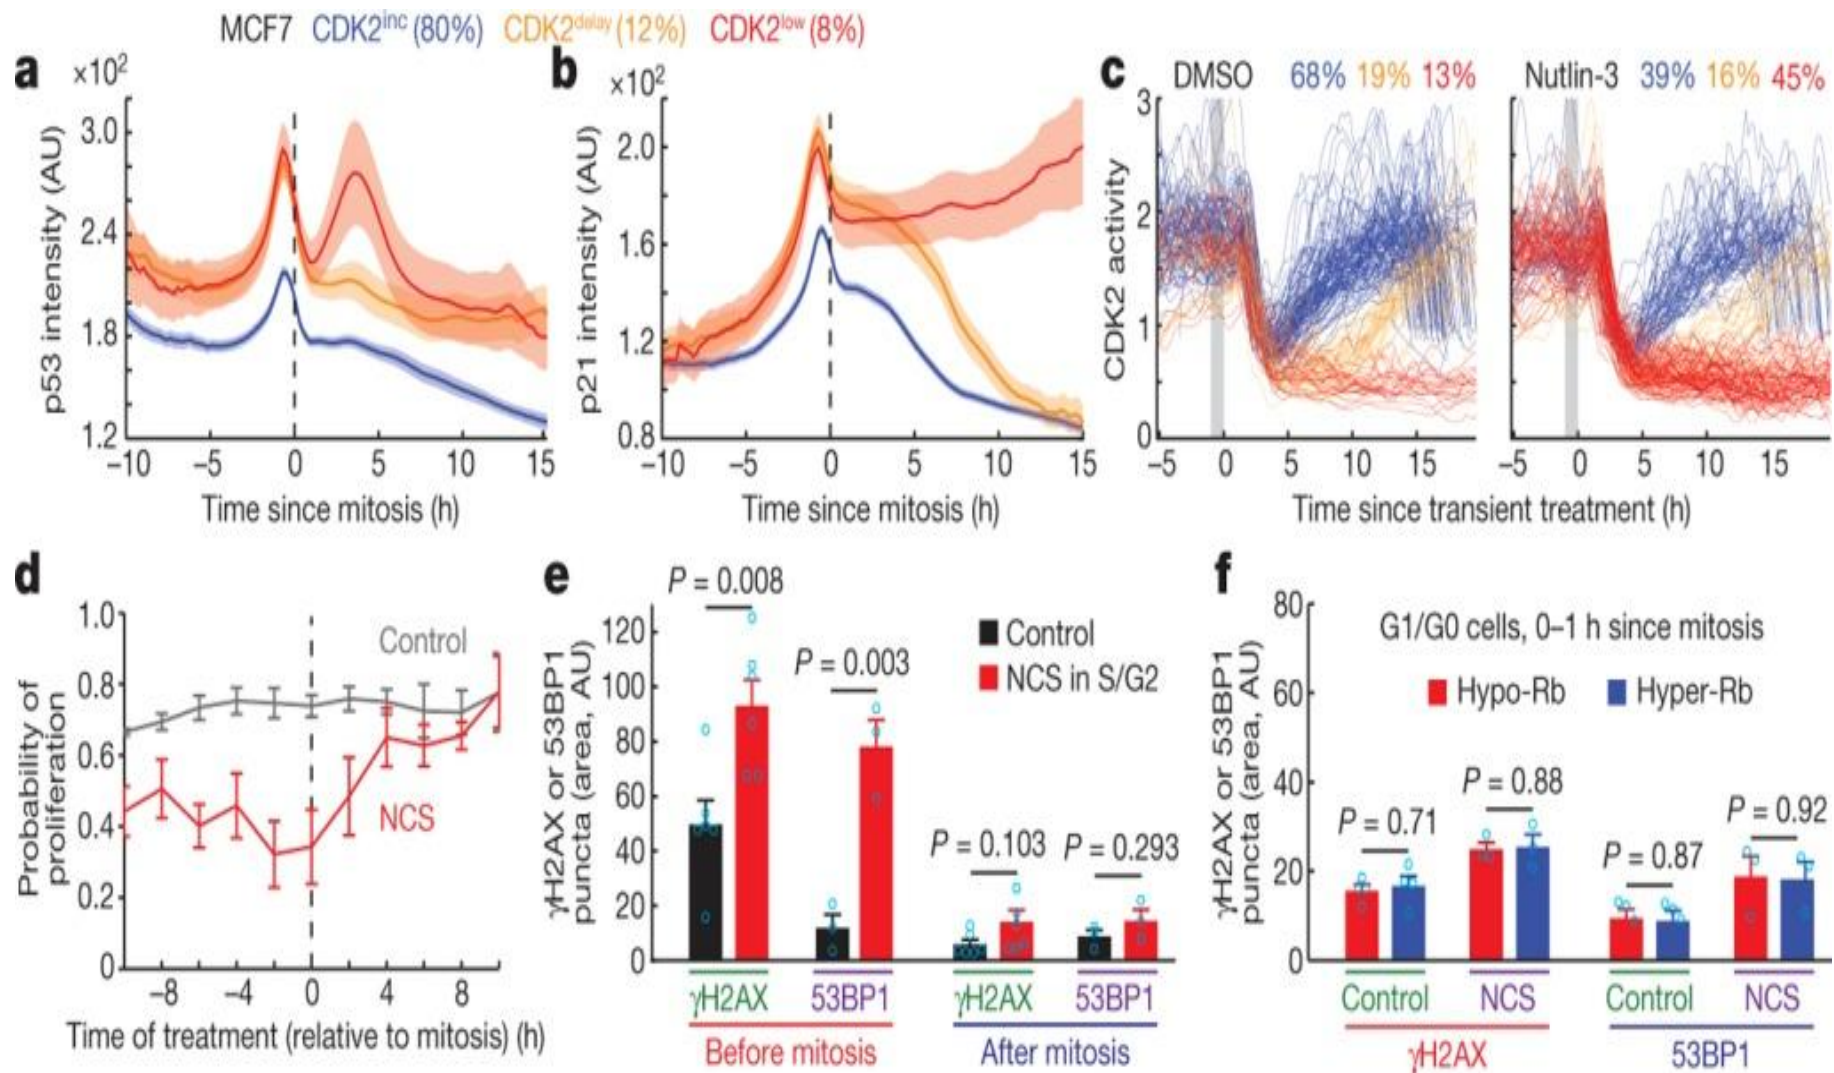 MCF7 CDK2inc (80%) CDK2delay (12%) CDK2low (8%)
a
×10²
p53 intensity (AU)
3.0
2.4
1.8
1.2
–10 –5 0 5 10 15
Time since mitosis (h)
b
×10²
p21 intensity (AU)
2.0
1.6
1.2
0.8
–10 –5 0 5 10 15
Time since mitosis (h)
c
DMSO 68% 19% 13%
Nutlin-3 39% 16% 45%
CDK2 activity
3
2
1
0
–5 0 5 10 15
–5 0 5 10 15
Time since transient treatment (h)
d
Probability of
proliferation
1.0
0.8
0.6
0.4
0.2
0
Control
NCS
–8 –4 0 4 8
Time of treatment (relative to mitosis) (h)
e
γH2AX or 53BP1
puncta (area, AU)
120
100
80
60
40
20
0
P = 0.008
P = 0.003
P = 0.103
P = 0.293
Control
NCS in S/G2
γH2AX 53BP1 γH2AX 53BP1
Before mitosis After mitosis
f
γH2AX or 53BP1
puncta (area, AU)
80
60
40
20
0
G1/G0 cells, 0–1 h since mitosis
Hypo-Rb Hyper-Rb
P = 0.71
P = 0.88
P = 0.87
P = 0.92
Control NCS Control NCS
γH2AX 53BP1